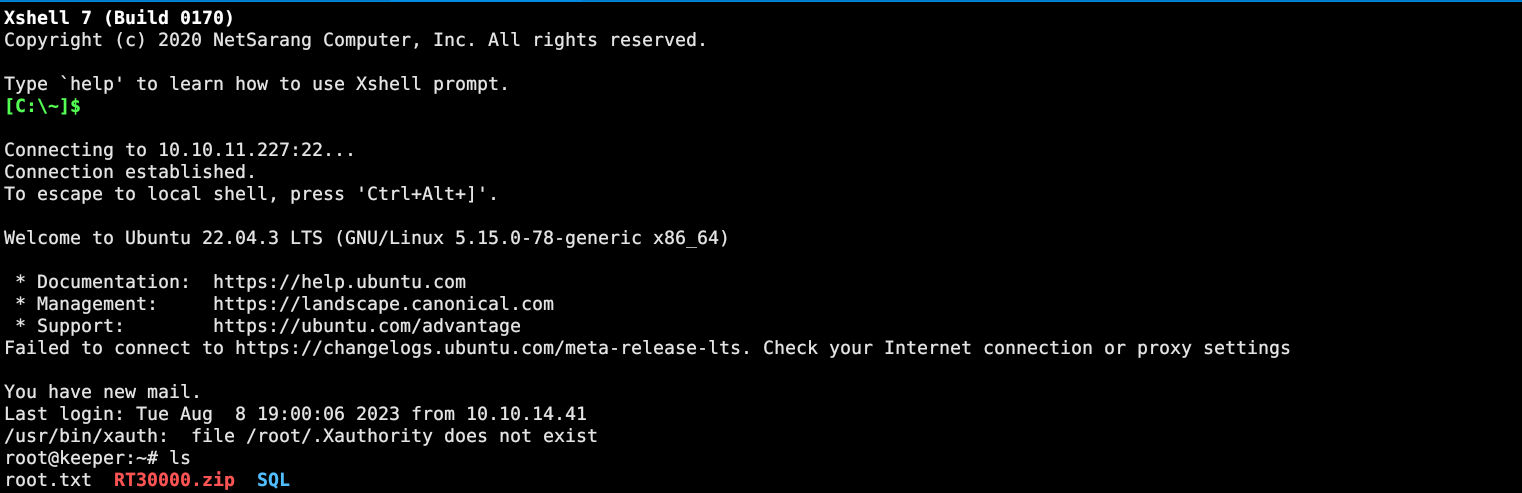 Xshell 7 (Build 0170)
Copyright (c) 2020 NetSarang Computer, Inc. All rights reserved.
Type `help' to learn how to use Xshell prompt.
[C:\~]$
Connecting to 10.10.11.227:22...
Connection established.
To escape to local shell, press 'Ctrl+Alt+]'.
Welcome to Ubuntu 22.04.3 LTS (GNU/Linux 5.15.0-78-generic x86_64)
 * Documentation:  https://help.ubuntu.com
 * Management:     https://landscape.canonical.com
 * Support:        https://ubuntu.com/advantage
Failed to connect to https://changelogs.ubuntu.com/meta-release-lts. Check your Internet connection or proxy settings
You have new mail.
Last login: Tue Aug  8 19:00:06 2023 from 10.10.14.41
/usr/bin/xauth:  file /root/.Xauthority does not exist
root@keeper:~# ls
root.txt  RT30000.zip  SQL